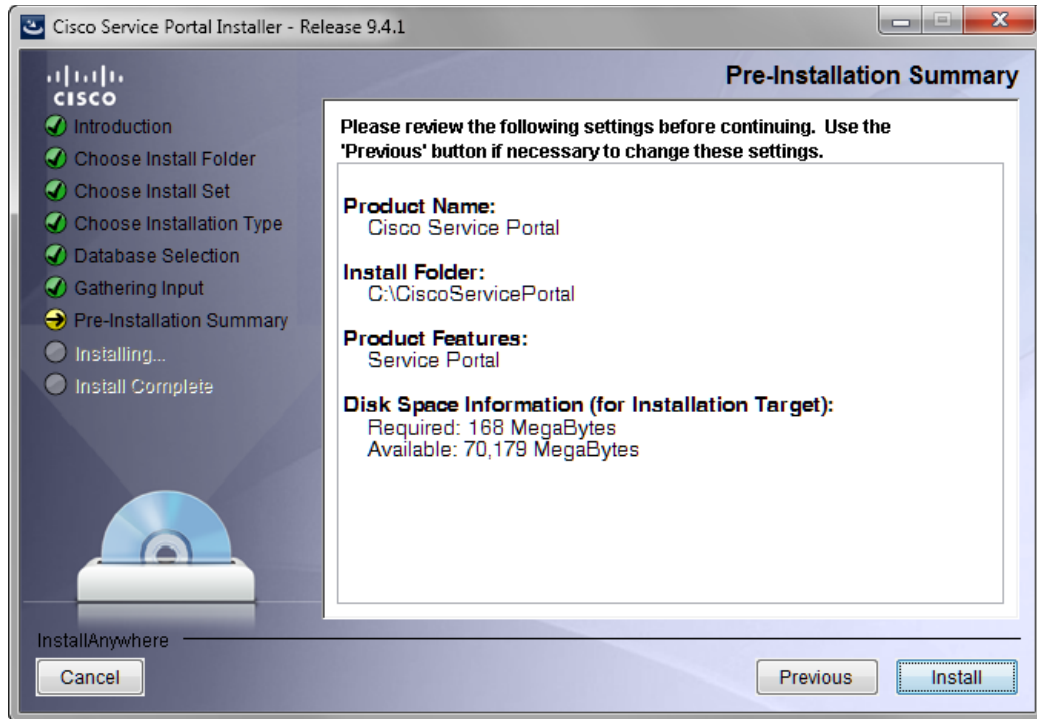 Cisco Service Portal Installer - Release 9.4.1
Pre-Installation Summary
CISCO
Introduction
Choose Install Folder
Choose Install Set
Choose Installation Type
Database Selection
Gathering Input
Pre-Installation Summary
Installing...
Install Complete
Please review the following settings before continuing. Use the
'Previous' button if necessary to change these settings.
Product Name:
Cisco Service Portal
Install Folder:
C:\CiscoServicePortal
Product Features:
Service Portal
Disk Space Information (for Installation Target):
Required: 168 MegaBytes
Available: 70,179 MegaBytes
InstallAnywhere
Cancel
Previous
Install